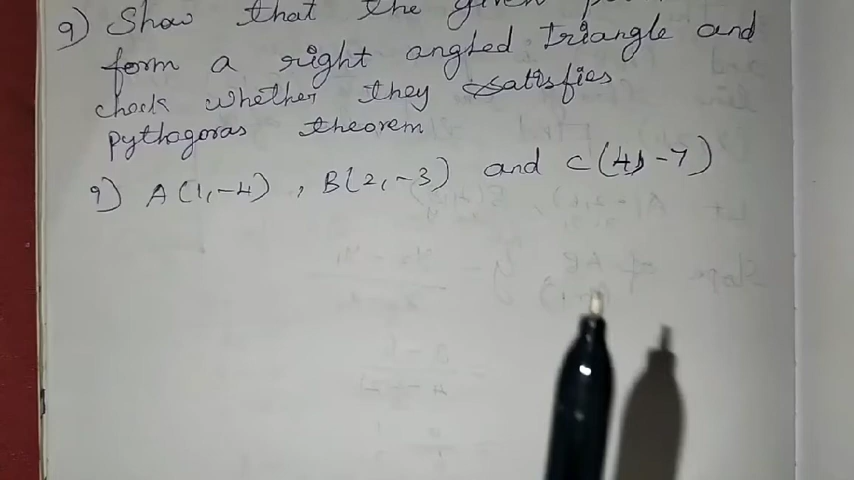 9) Show that the given
form a right angled triangle and
check whether they satisfies
pythagoras theorem
9) A(1,-4) , B(2,-3) and C(4,-7)